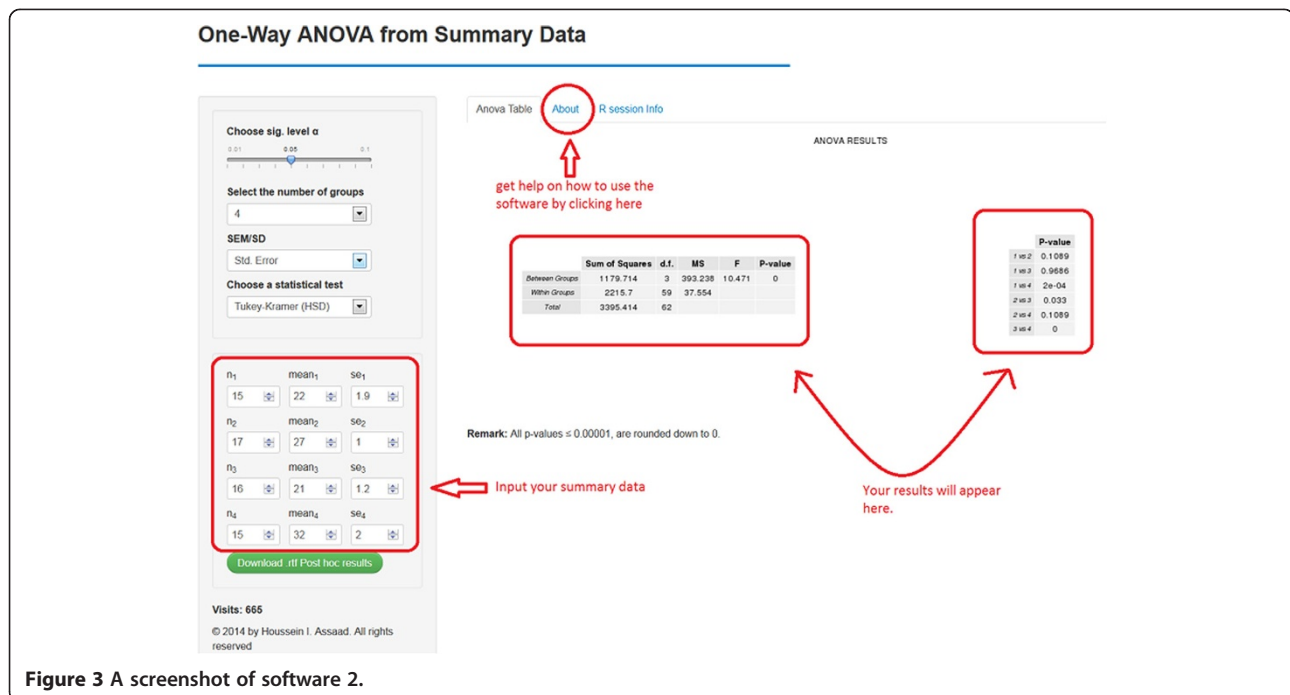 One-Way ANOVA from Summary Data
Choose sig. level α
0.01 0.05 0.1
Select the number of groups
4
SEM/SD
Std. Error
Choose a statistical test
Tukey-Kramer (HSD)
n1 mean1 se1
15 22 1.9
n2 mean2 se2
17 27 1
n3 mean3 se3
16 21 1.2
n4 mean4 se4
15 32 2
Download .rtf Post hoc results
Visits: 665
© 2014 by Houssein I. Assaad. All rights
reserved
Anova Table About R session Info
ANOVA RESULTS
get help on how to use the
software by clicking here
Sum of Squares d.f. MS F P-value
Between Groups 1179.714 3 393.238 10.471 0
Within Groups 2215.7 59 37.554
Total 3395.414 62
P-value
1 vs 2 0.1089
1 vs 3 0.9686
1 vs 4 2e-04
2 vs 3 0.033
2 vs 4 0.1089
3 vs 4 0
Remark: All p-values ≤ 0.00001, are rounded down to 0.
Input your summary data
Your results will appear
here.
Figure 3 A screenshot of software 2.